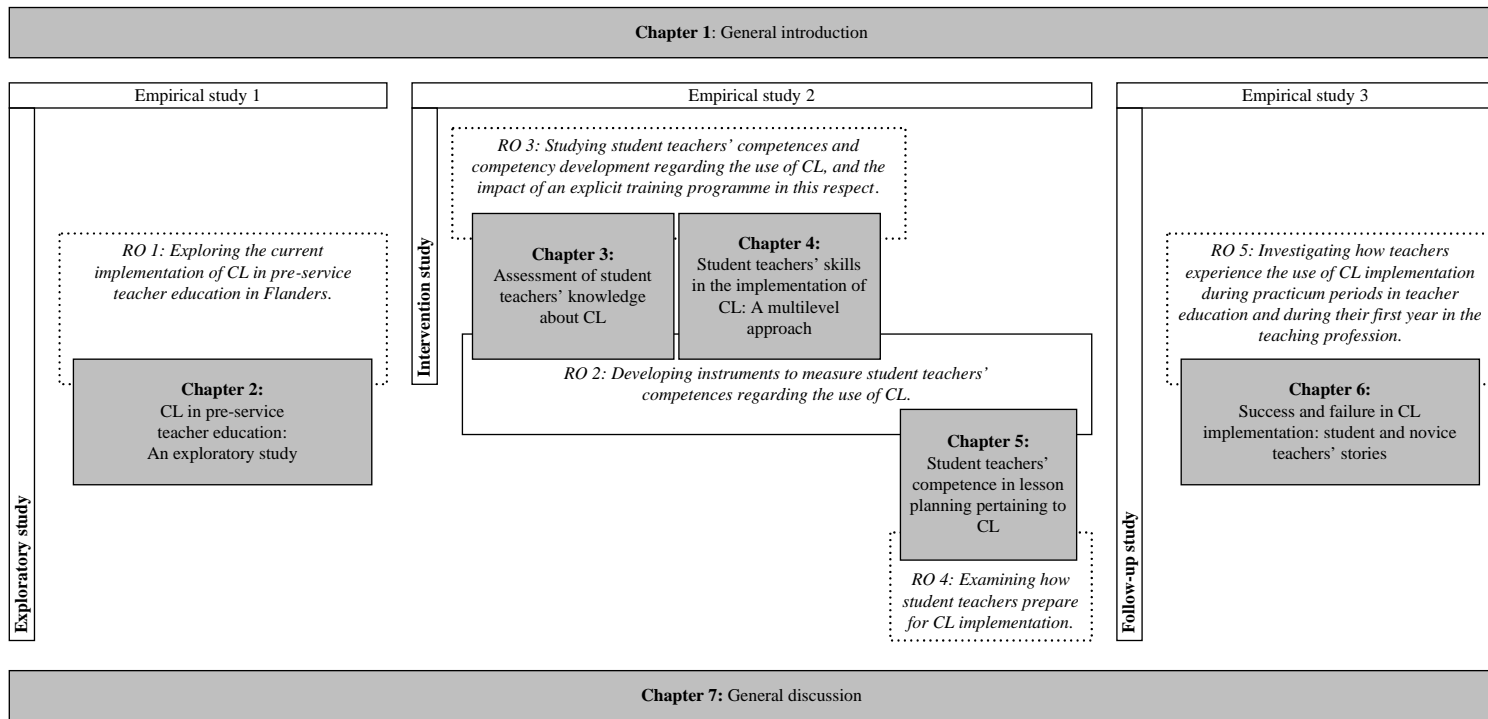 Chapter 1: General introduction
Empirical study 1
Exploratory study
RO 1: Exploring the current
implementation of CL in pre-service
teacher education in Flanders.
Chapter 2:
CL in pre-service
teacher education:
An exploratory study
Empirical study 2
Intervention study
RO 3: Studying student teachers’ competences and
competency development regarding the use of CL, and the
impact of an explicit training programme in this respect.
Chapter 3:
Assessment of student
teachers’ knowledge
about CL
Chapter 4:
Student teachers’ skills
in the implementation of
CL: A multilevel
approach
RO 2: Developing instruments to measure student teachers’
competences regarding the use of CL.
Chapter 5:
Student teachers’
competence in lesson
planning pertaining to
CL
RO 4: Examining how
student teachers prepare
for CL implementation.
Empirical study 3
Follow-up study
RO 5: Investigating how teachers
experience the use of CL implementation
during practicum periods in teacher
education and during their first year in the
teaching profession.
Chapter 6:
Success and failure in CL
implementation: student and novice
teachers’ stories
Chapter 7: General discussion